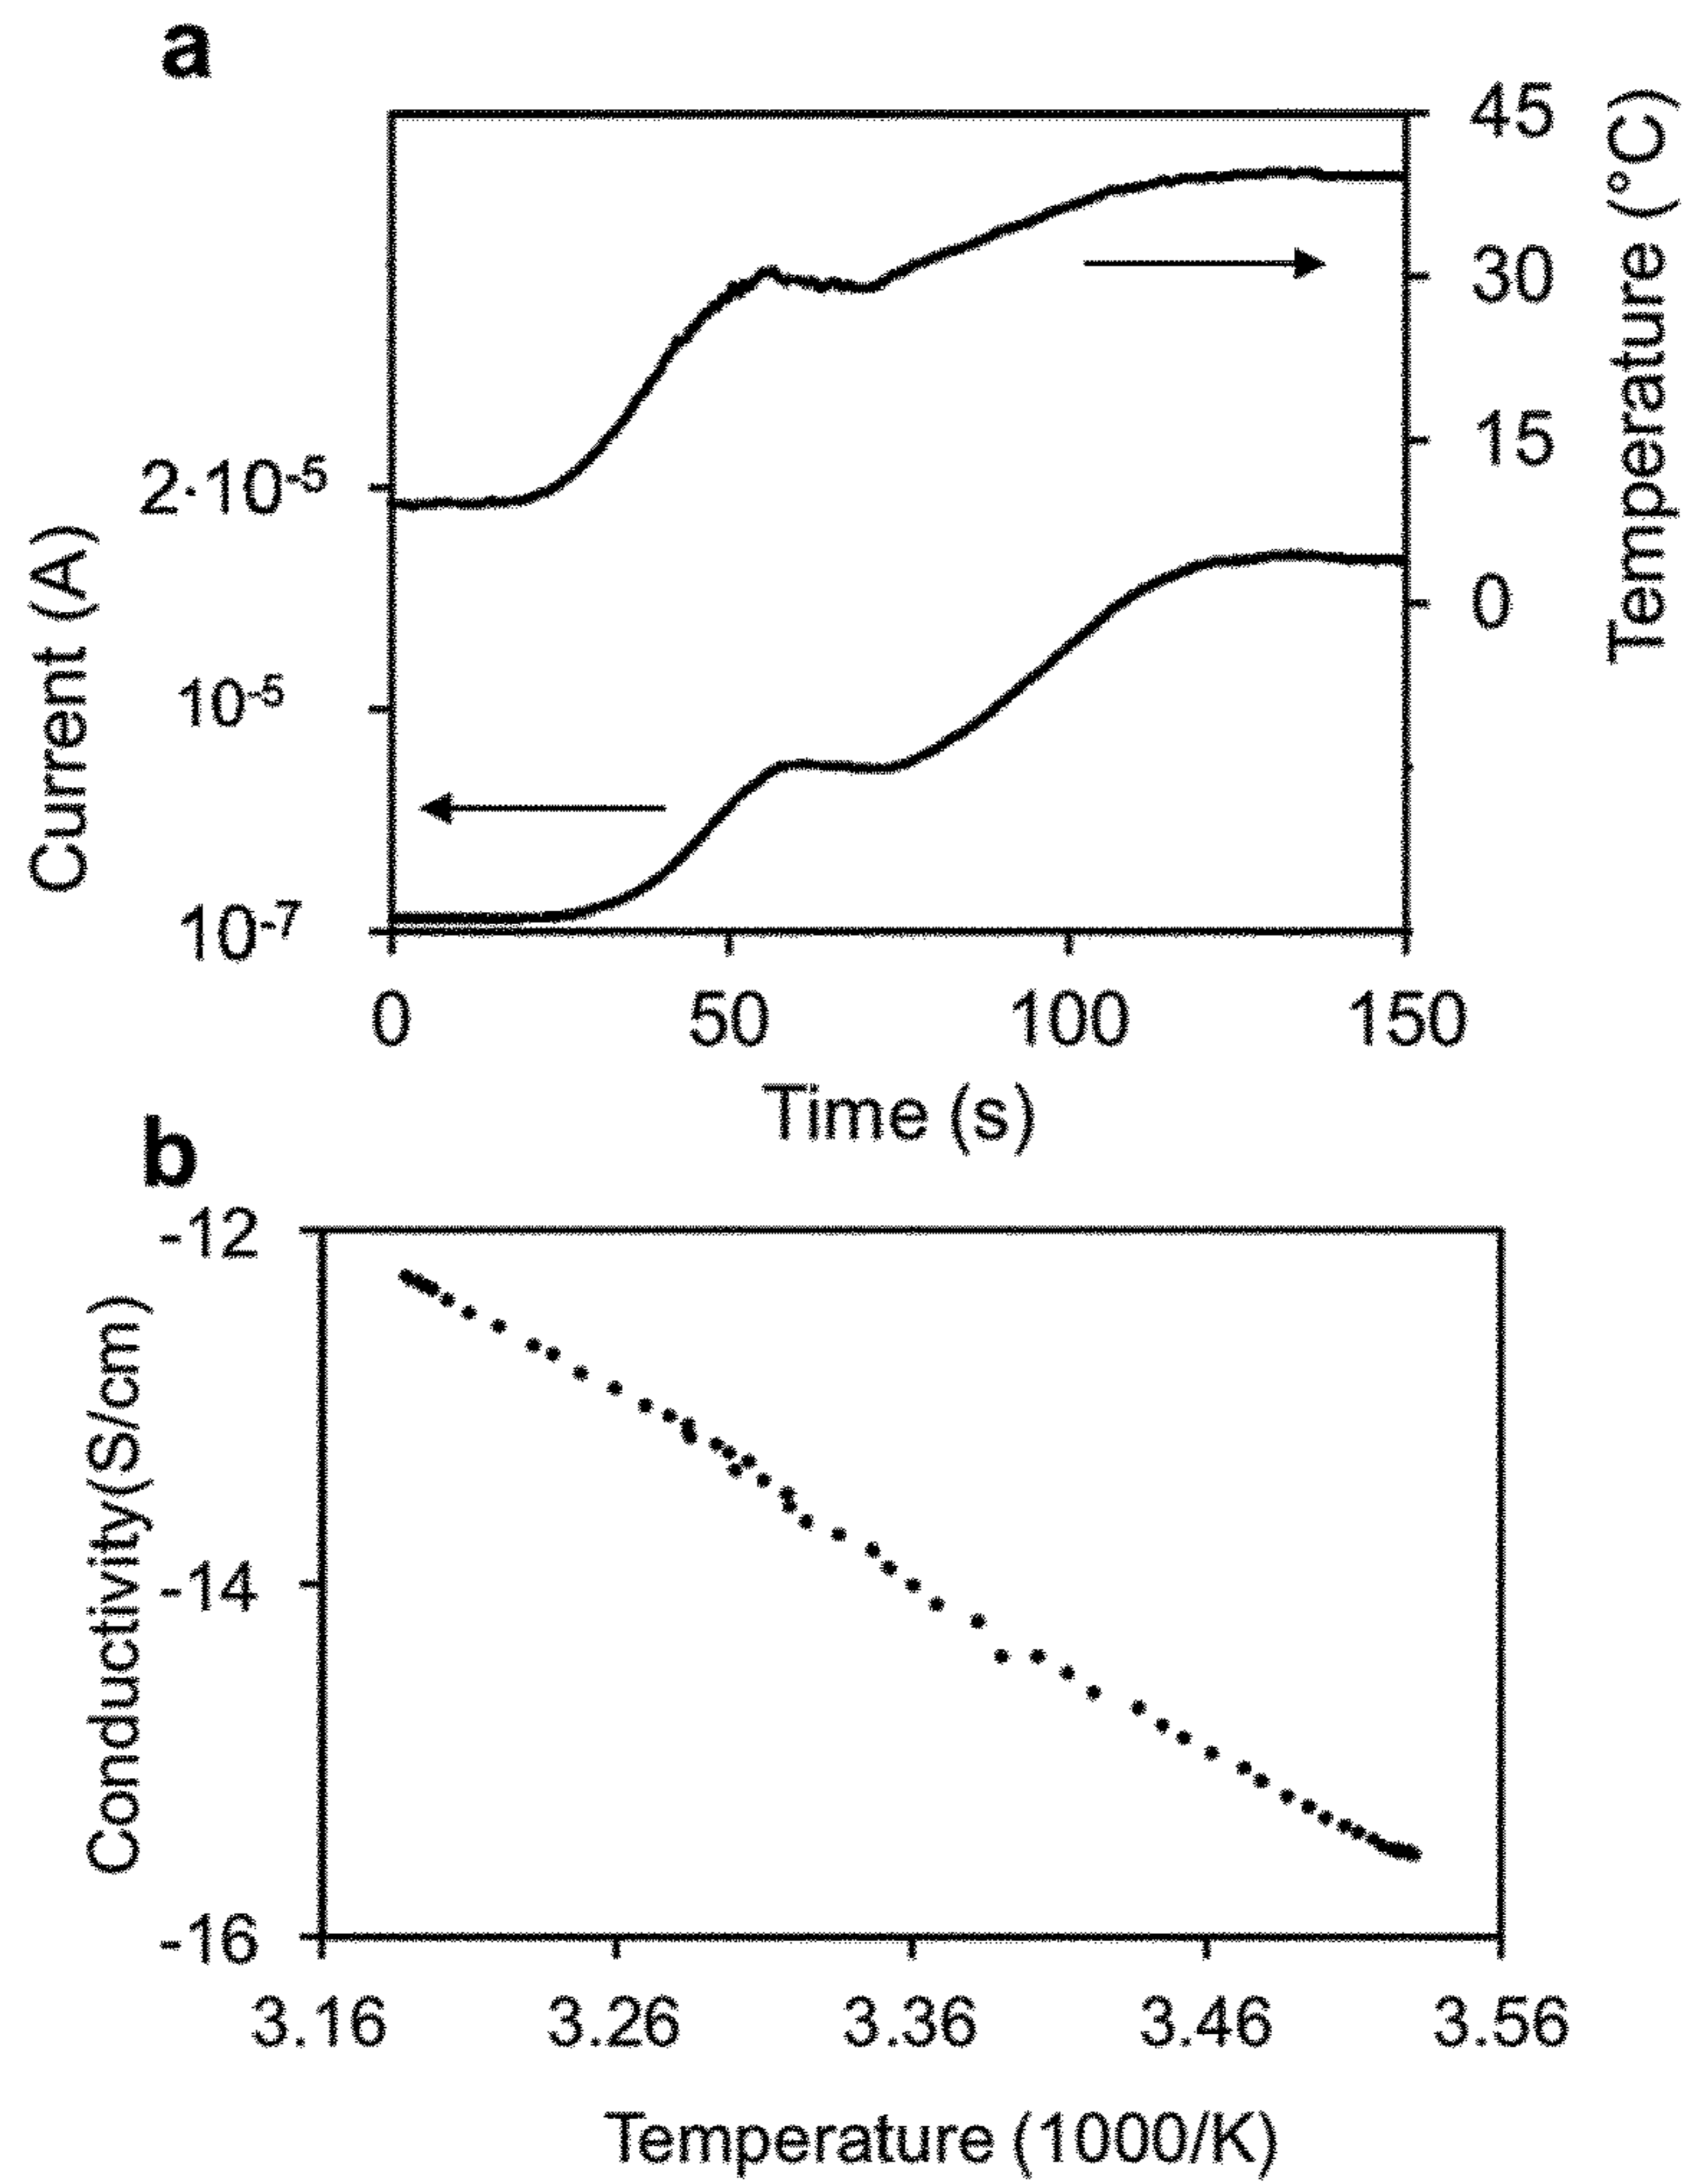 a
45
30
15
0
Temperature (°C)
2·10-5
10-5
10-7
Current (A)
0 50 100 150
Time (s)
b
-12
-14
-16
Conductivity(S/cm)
3.16 3.26 3.36 3.46 3.56
Temperature (1000/K)